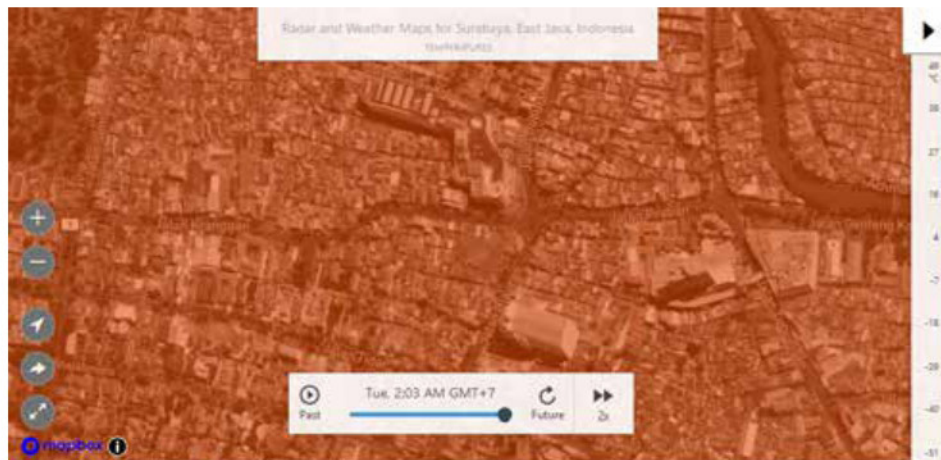 Radar and Weather Maps for Surabaya, East Java, Indonesia
TEMPERATURES
38
27
16
4
-7
-18
-29
-40
-51
Tue, 2:03 AM GMT+7
Past
Future
2x
mapbox